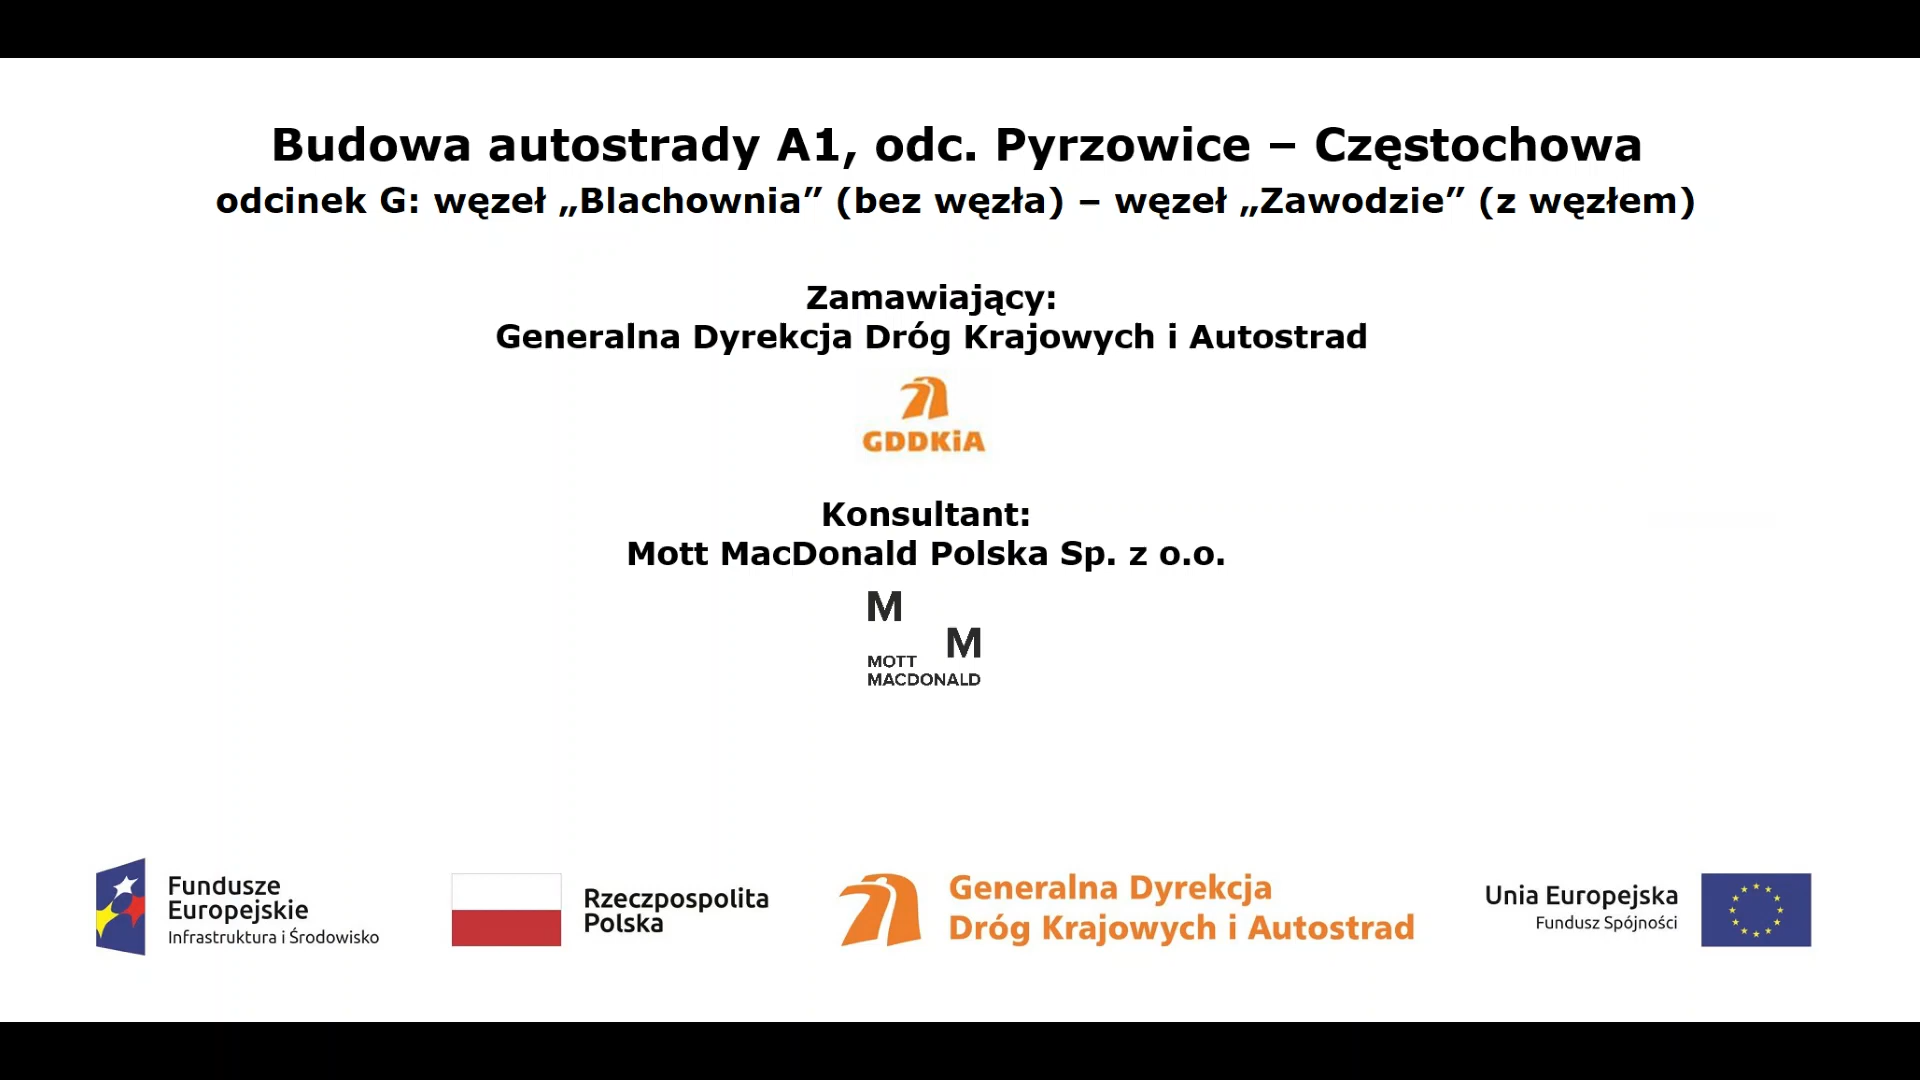 Budowa autostrady A1, odc. Pyrzowice – Częstochowa
odcinek G: węzeł „Blachownia” (bez węzła) – węzeł „Zawodzie” (z węzłem)
Zamawiający:
Generalna Dyrekcja Dróg Krajowych i Autostrad
GDDKiA
Konsultant:
Mott MacDonald Polska Sp. z o.o.
M
M
MOTT
MACDONALD
Fundusze
Europejskie
Infrastruktura i Środowisko
Rzeczpospolita
Polska
Generalna Dyrekcja
Dróg Krajowych i Autostrad
Unia Europejska
Fundusz Spójności